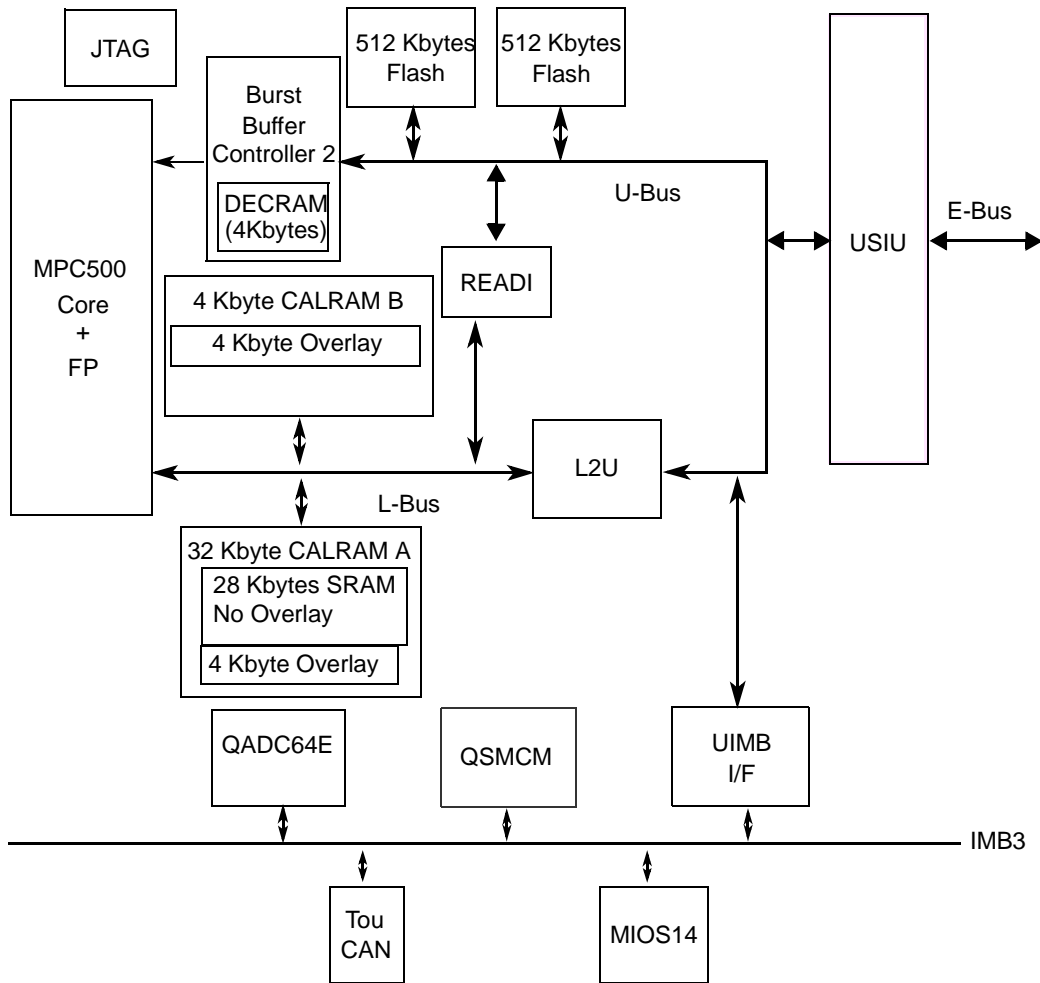 JTAG
512 Kbytes
Flash
512 Kbytes
Flash
Burst
Buffer
Controller 2
DECRAM
(4Kbytes)
U-Bus
E-Bus
USIU
MPC500
Core
+
FP
READI
4 Kbyte CALRAM B
4 Kbyte Overlay
L2U
L-Bus
32 Kbyte CALRAM A
28 Kbytes SRAM
No Overlay
4 Kbyte Overlay
QADC64E
QSMCM
UIMB
I/F
IMB3
Tou
CAN
MIOS14